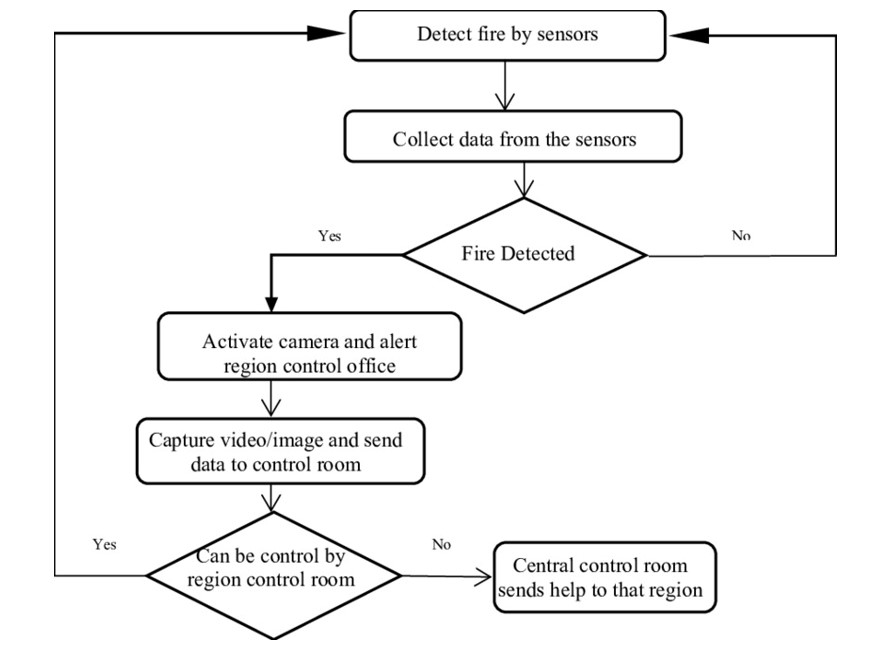 Detect fire by sensors
Collect data from the sensors
Fire Detected
Yes
No
Activate camera and alert
region control office
Capture video/image and send
data to control room
Can be control by
region control room
Yes
No
Central control room
sends help to that region